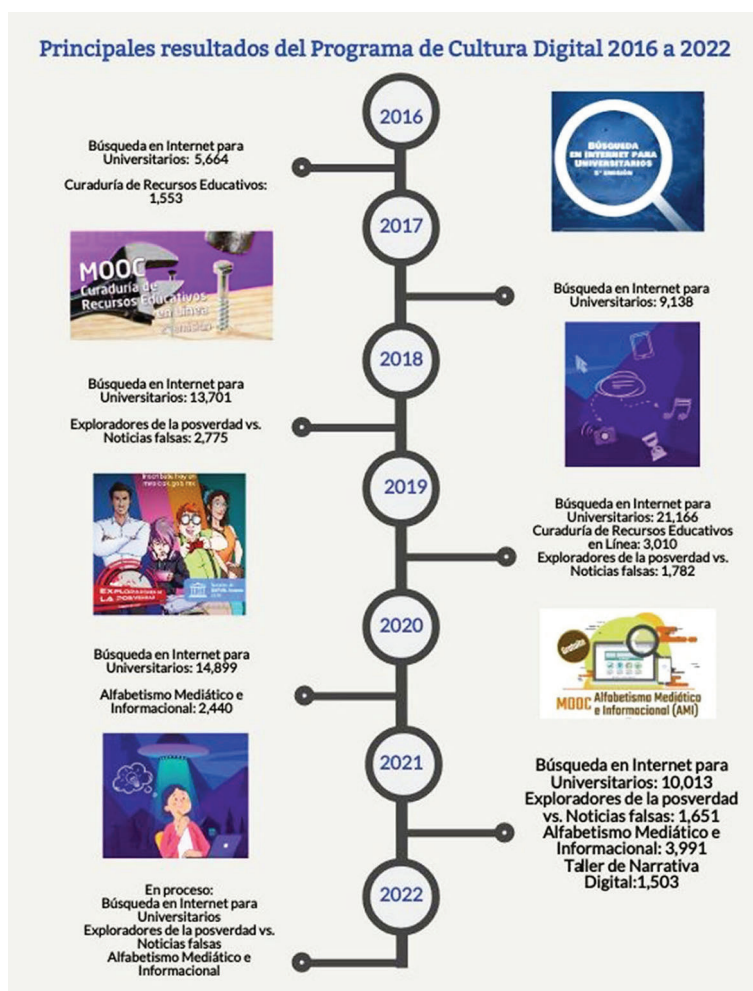 Principales resultados del Programa de Cultura Digital 2016 a 2022
2016
Búsqueda en Internet para
Universitarios: 5,664
Curaduría de Recursos Educativos:
1,553
BÚSQUEDA
EN INTERNET PARA
UNIVERSITARIOS
2017
MOOC
Curaduría de
Recursos Educativos
en Línea
Búsqueda en Internet para
Universitarios: 9,138
2018
Búsqueda en Internet para
Universitarios: 13,701
Exploradores de la posverdad vs.
Noticias falsas: 2,775
2019
EXPLORADORES DE
LA POSVERDAD
Búsqueda en Internet para
Universitarios: 21,166
Curaduría de Recursos Educativos
en Línea: 3,010
Exploradores de la posverdad vs.
Noticias falsas: 1,782
2020
Búsqueda en Internet para
Universitarios: 14,899
Alfabetismo Mediático e
Informacional: 2,440
Gratuito
MOOC Alfabetismo Mediático
e Informacional (AMI)
2021
Búsqueda en Internet para
Universitarios: 10,013
Exploradores de la posverdad
vs. Noticias falsas: 1,651
Alfabetismo Mediático e
Informacional: 3,991
Taller de Narrativa
Digital:1,503
2022
En proceso:
Búsqueda en Internet para
Universitarios
Exploradores de la posverdad vs.
Noticias falsas
Alfabetismo Mediático e
Informacional